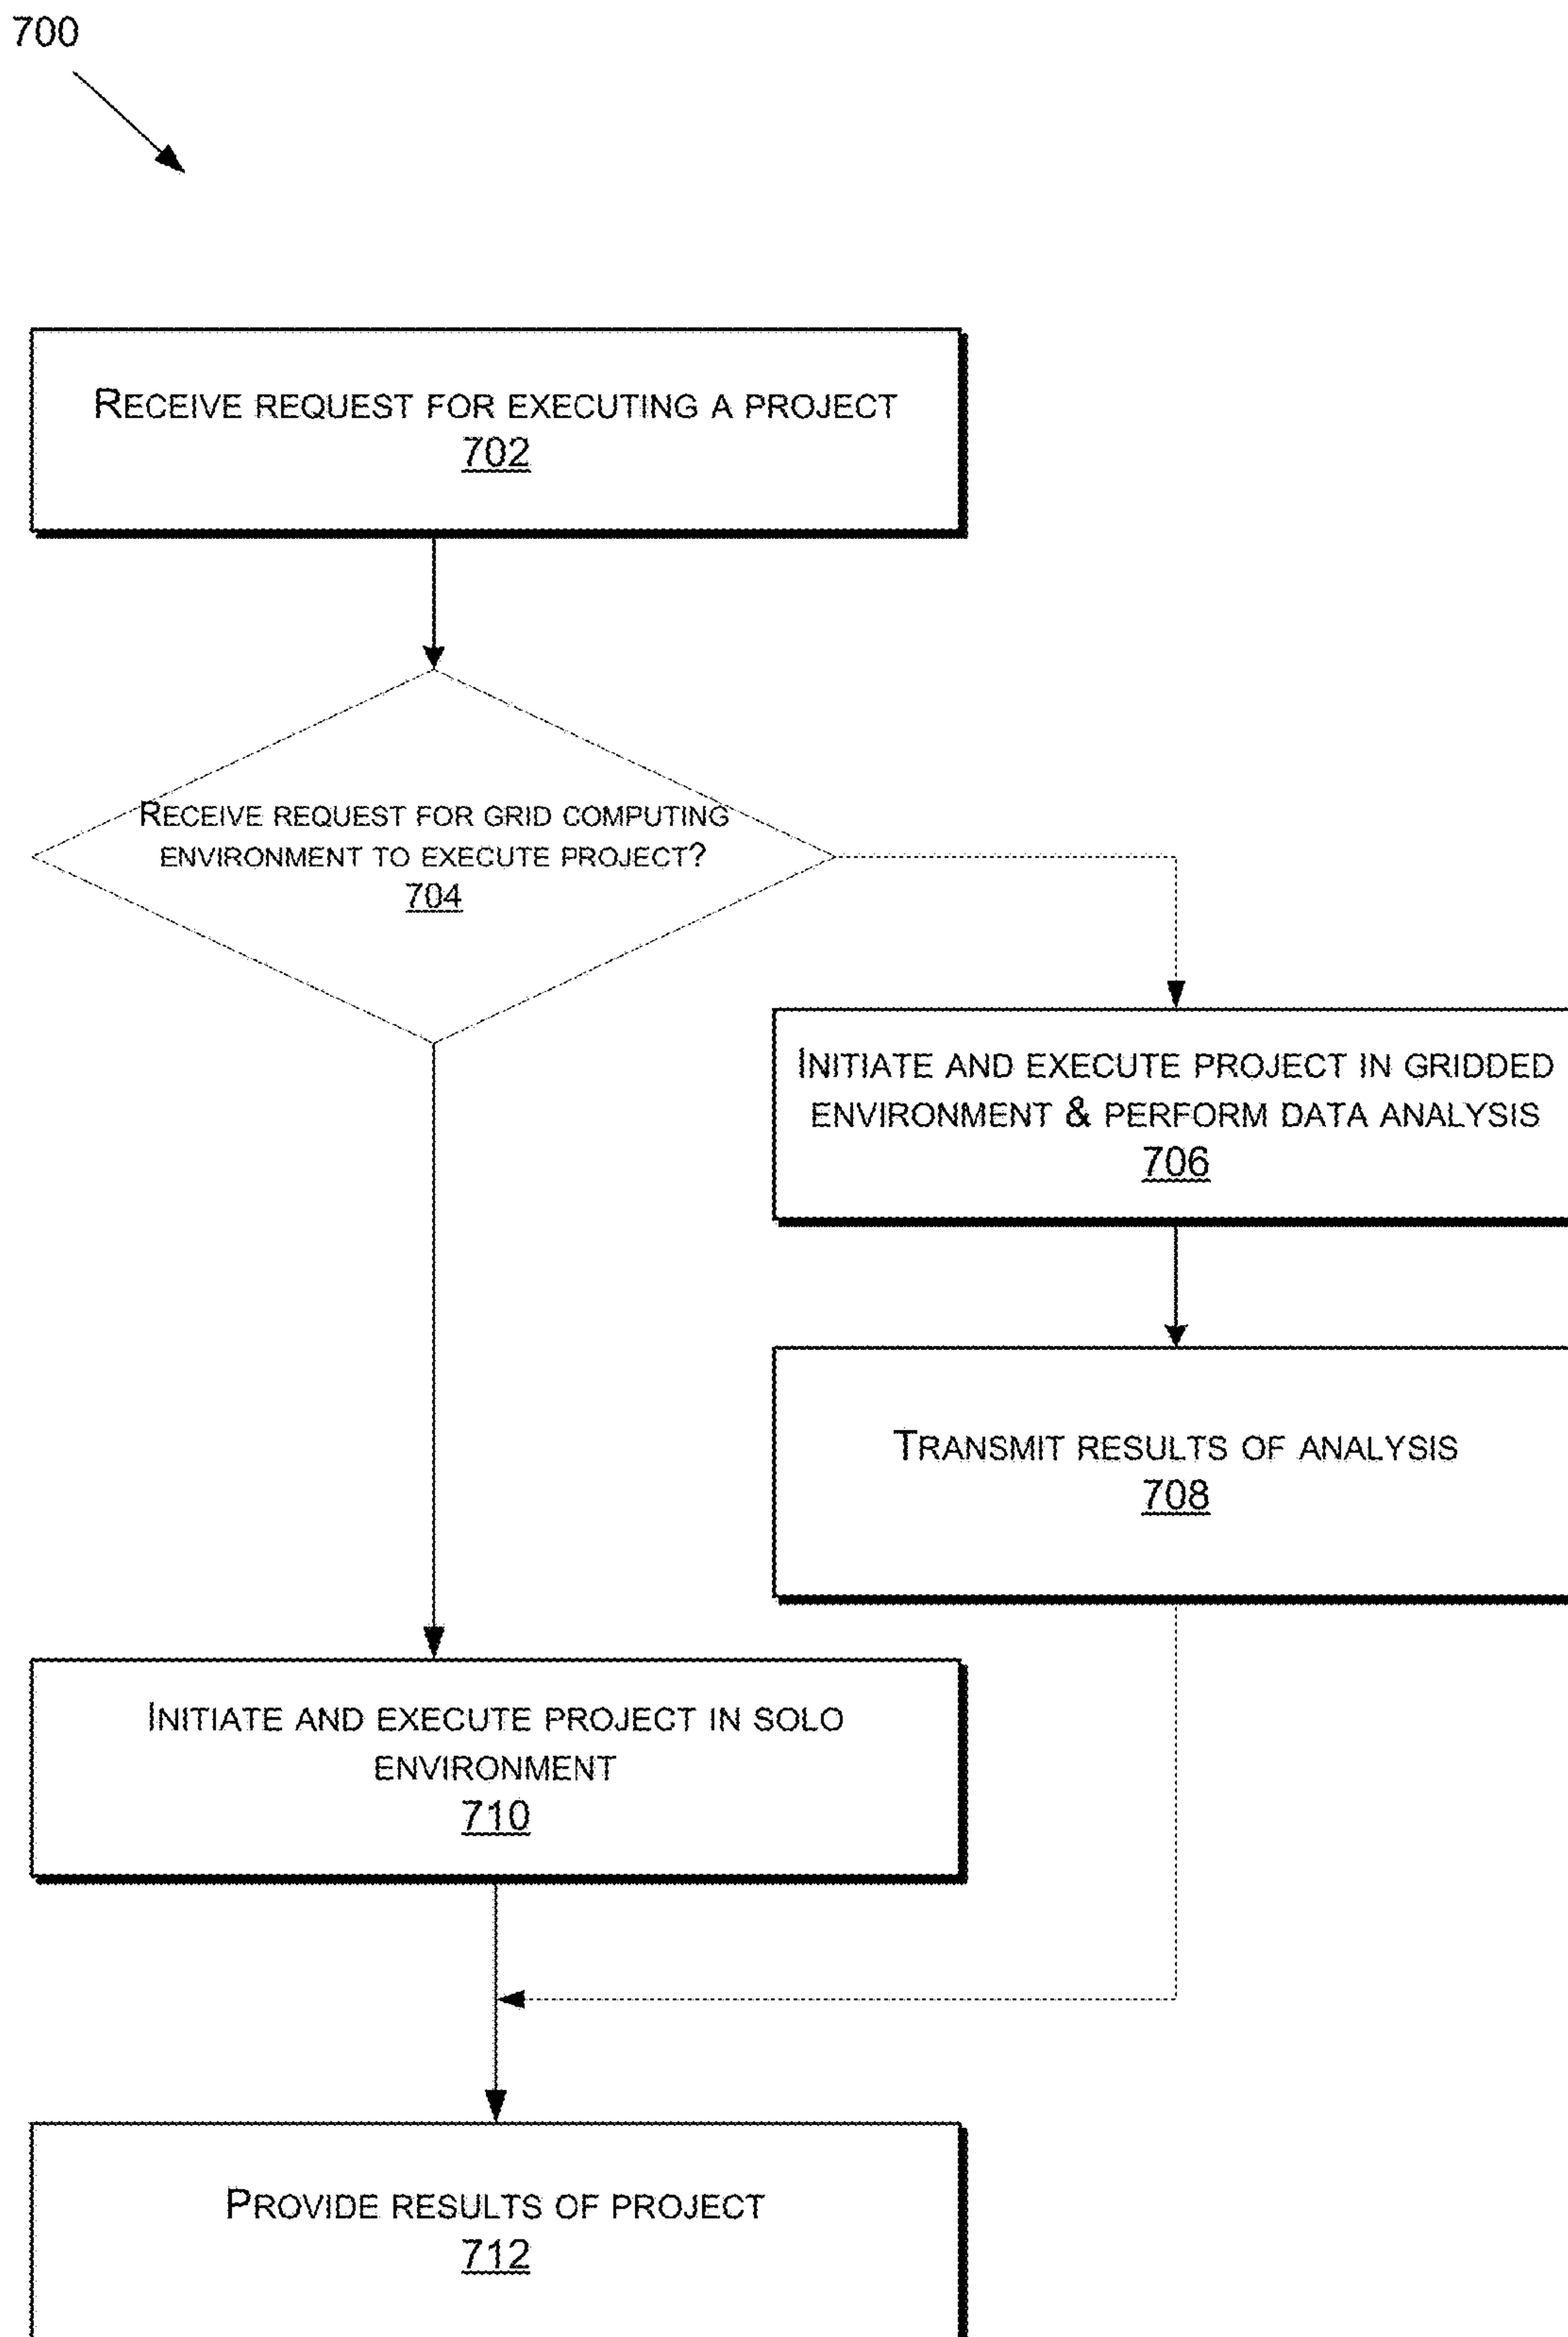 700
RECEIVE REQUEST FOR EXECUTING A PROJECT
702
RECEIVE REQUEST FOR GRID COMPUTING
ENVIRONMENT TO EXECUTE PROJECT?
704
INITIATE AND EXECUTE PROJECT IN GRIDDED
ENVIRONMENT & PERFORM DATA ANALYSIS
706
TRANSMIT RESULTS OF ANALYSIS
708
INITIATE AND EXECUTE PROJECT IN SOLO
ENVIRONMENT
710
PROVIDE RESULTS OF PROJECT
712